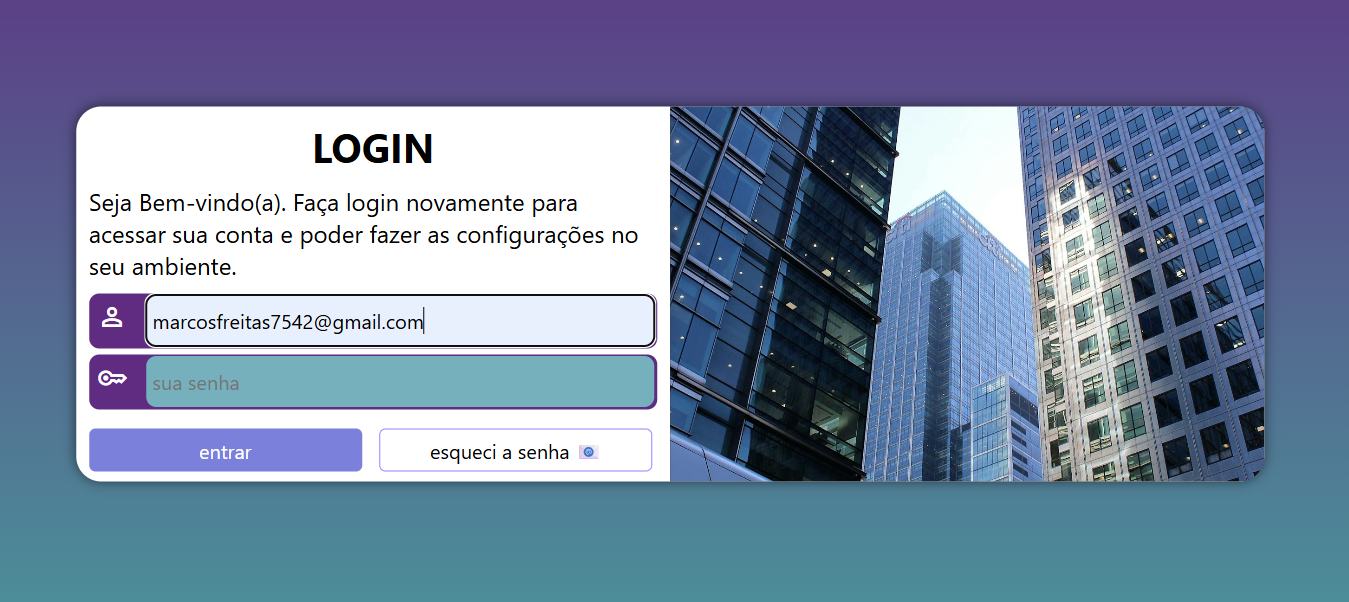 LOGIN
Seja Bem-vindo(a). Faça login novamente para
acessar sua conta e poder fazer as configurações no
seu ambiente.
marcosfreitas7542@gmail.com
sua senha
entrar
esqueci a senha